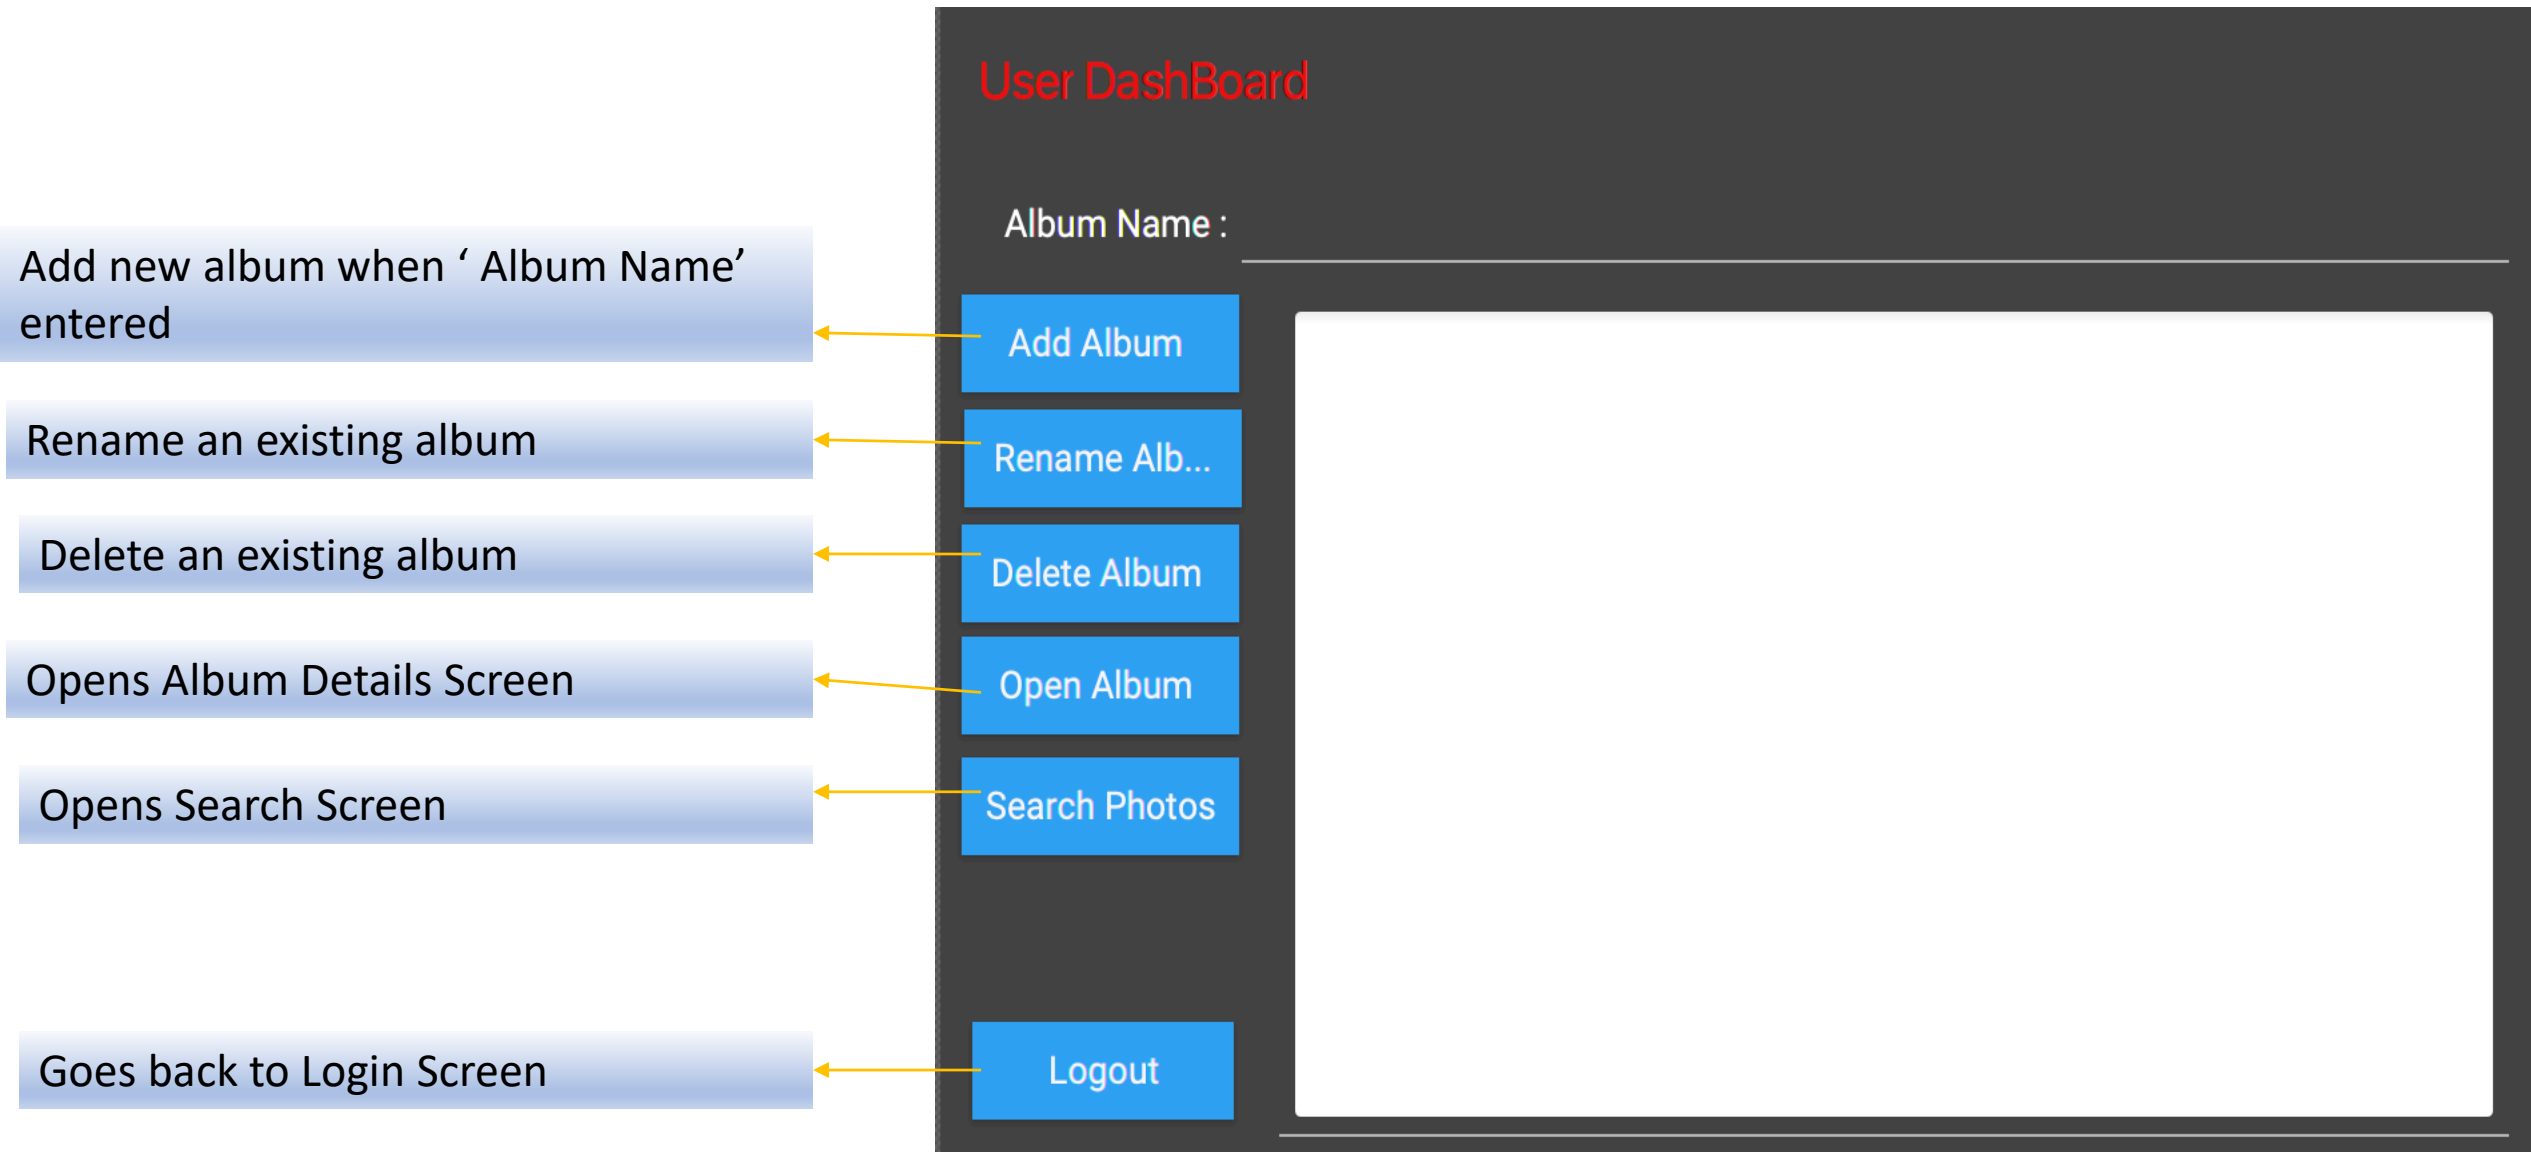 User DashBoard
Album Name :
Add new album when ‘ Album Name’
entered
Add Album
Rename an existing album
Rename Alb...
Delete an existing album
Delete Album
Opens Album Details Screen
Open Album
Opens Search Screen
Search Photos
Goes back to Login Screen
Logout